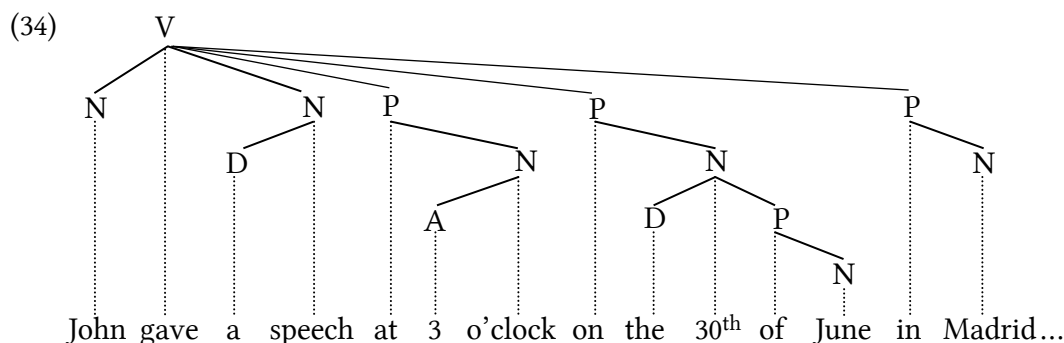 (34) V
N N P P P
D N N N
A D P
N
John gave a speech at 3 o’clock on the 30th of June in Madrid…